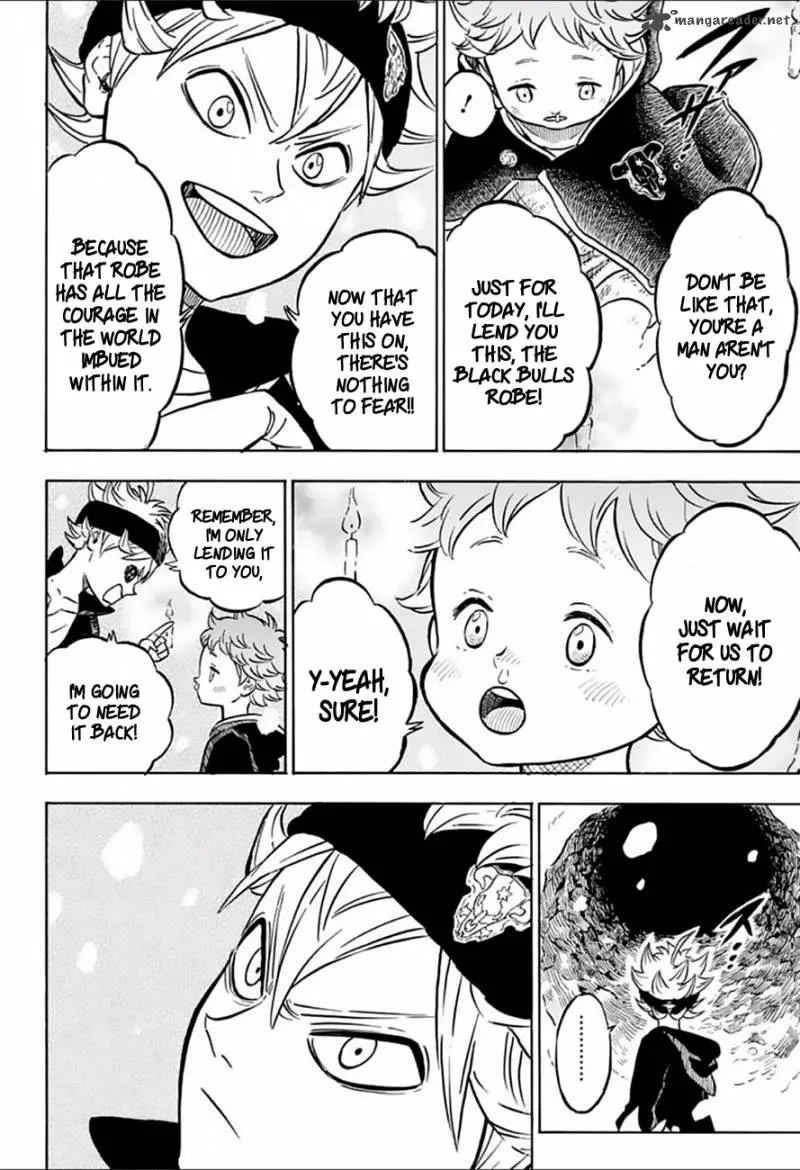 mangareader.net
!
DON'T BE
LIKE THAT,
YOU'RE A
MAN AREN'T
YOU?
JUST FOR
TODAY, I'LL
LEND YOU
THIS, THE
BLACK BULLS
ROBE!
NOW THAT
YOU HAVE
THIS ON,
THERE'S
NOTHING
TO FEAR!!
BECAUSE
THAT ROBE
HAS ALL THE
COURAGE IN
THE WORLD
IMBUED
WITHIN IT.
NOW,
JUST WAIT
FOR US TO
RETURN!
Y-YEAH,
SURE!
REMEMBER,
I'M ONLY
LENDING IT
TO YOU,
I'M GOING
TO NEED
IT BACK!
.........